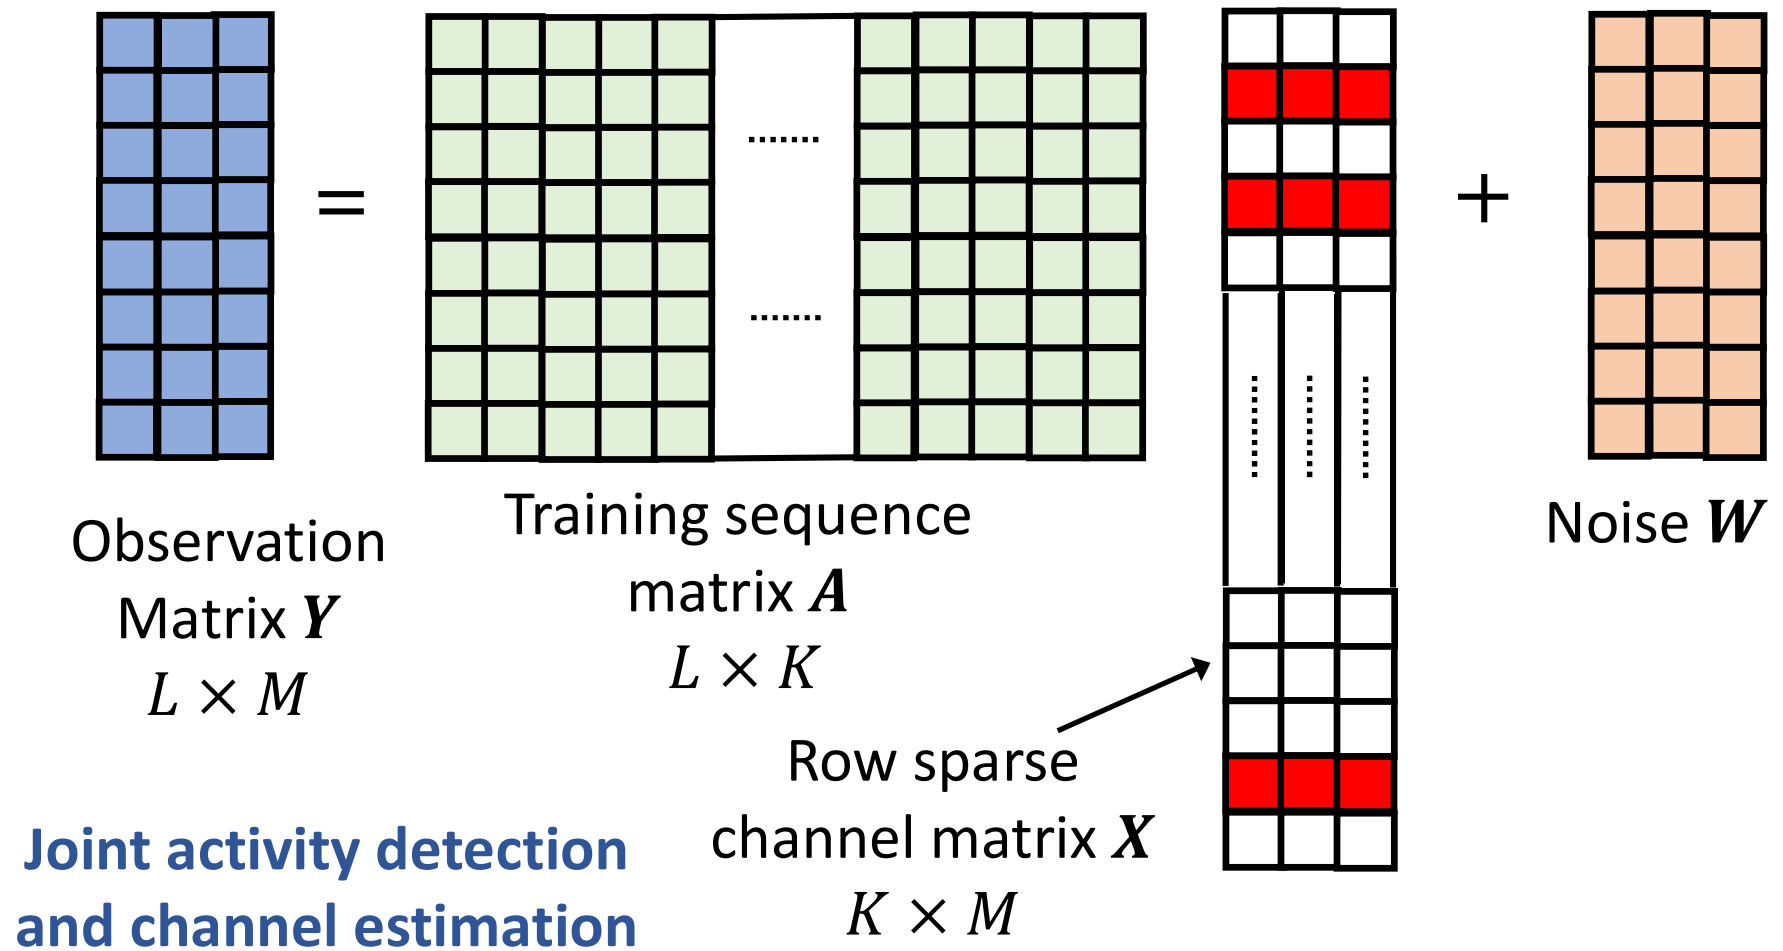 =
+
Observation
Matrix Y
L × M
Training sequence
matrix A
L × K
Row sparse
channel matrix X
K × M
Noise W
Joint activity detection
and channel estimation